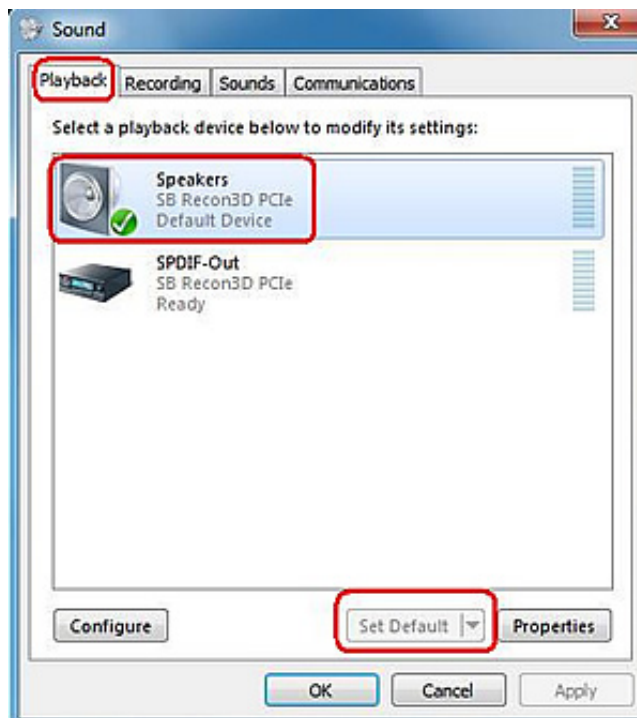 Sound
Playback Recording Sounds Communications
Select a playback device below to modify its settings:
Speakers
SB Recon3D PCIe
Default Device
SPDIF-Out
SB Recon3D PCIe
Ready
Configure Set Default Properties
OK Cancel Apply